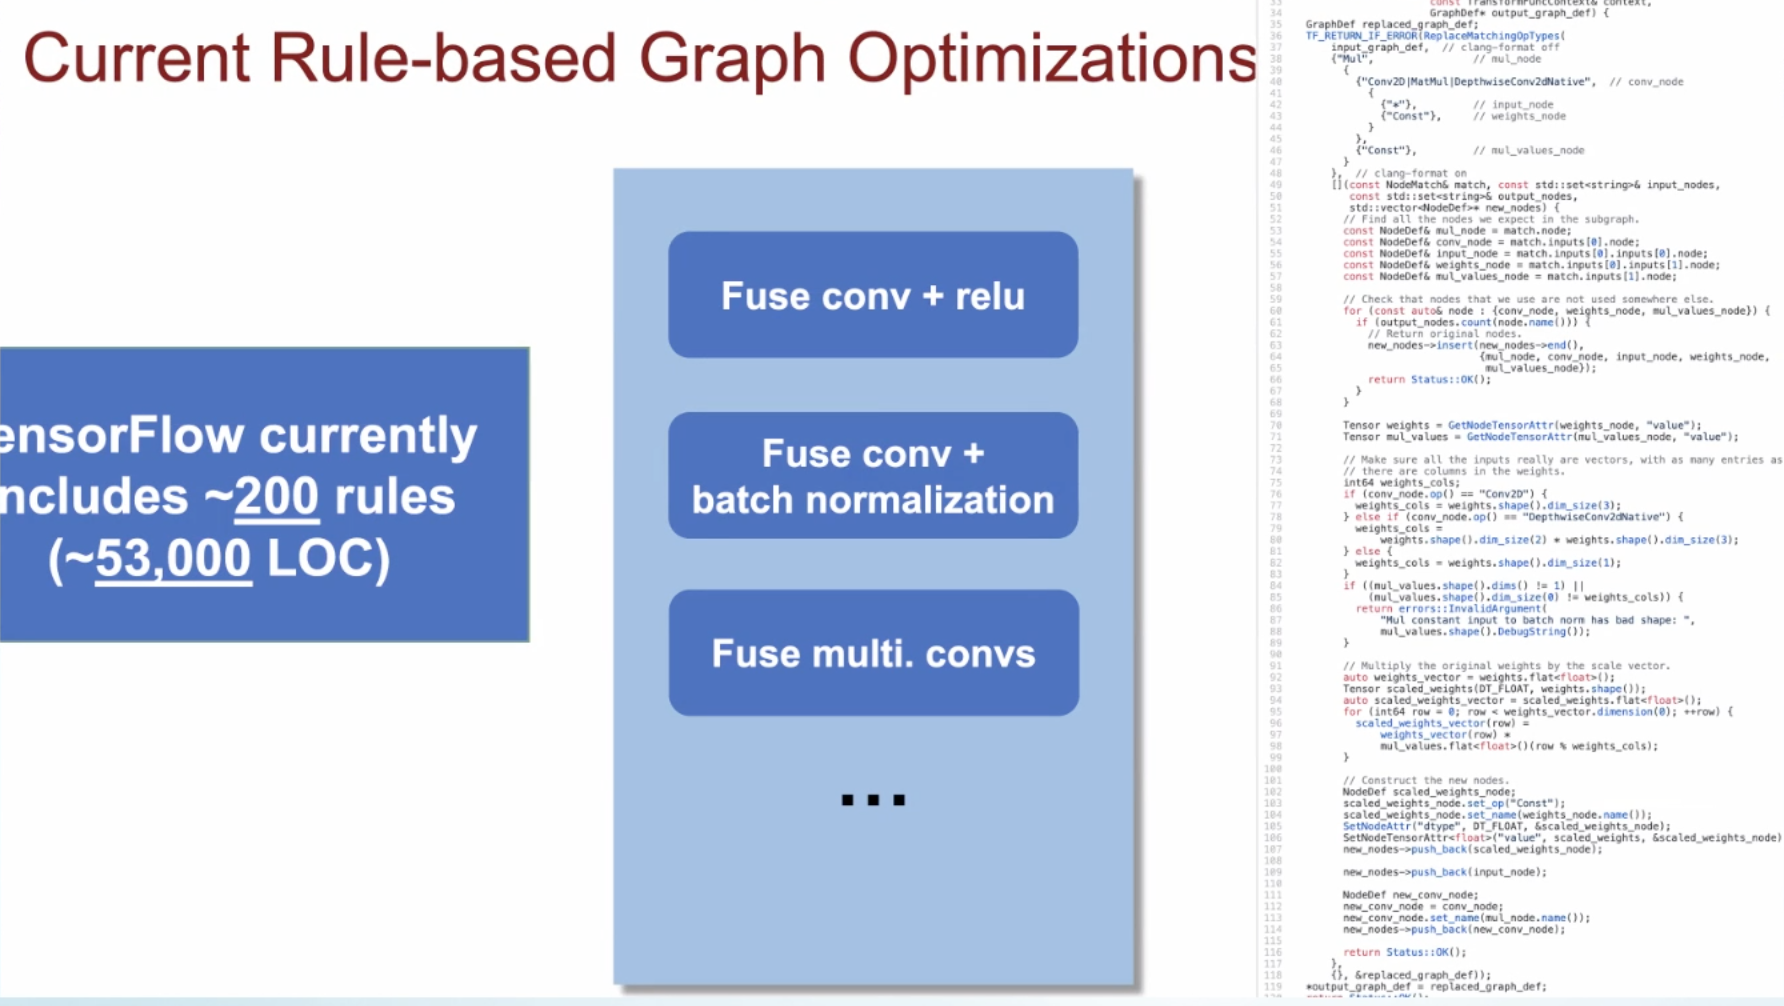 Current Rule-based Graph Optimizations
ensorFlow currently
ncludes ~200 rules
(~53,000 LOC)
Fuse conv + relu
Fuse conv +
batch normalization
Fuse multi. convs
...
33 const TransformFuncContext& context,
34 GraphDef* output_graph_def) {
35 GraphDef replaced_graph_def;
36 TF_RETURN_IF_ERROR(ReplaceMatchingOpTypes(
37 input_graph_def, // clang-format off
38 {"Mul", // mul_node
39 {
40 {"Conv2D|MatMul|DepthwiseConv2dNative", // conv_node
41 {
42 {"*"}, // input_node
43 {"Const"}, // weights_node
44 }
45 },
46 {"Const"}, // mul_values_node
47 }
48 }, // clang-format on
49 [](const NodeMatch& match, const std::set<string>& input_nodes,
50 const std::set<string>& output_nodes,
51 std::vector<NodeDef>* new_nodes) {
52 // Find all the nodes we expect in the subgraph.
53 const NodeDef& mul_node = match.node;
54 const NodeDef& conv_node = match.inputs[0].node;
55 const NodeDef& input_node = match.inputs[0].inputs[0].node;
56 const NodeDef& weights_node = match.inputs[0].inputs[1].node;
57 const NodeDef& mul_values_node = match.inputs[1].node;
58
59 // Check that nodes that we use are not used somewhere else.
60 for (const auto& node : {conv_node, weights_node, mul_values_node}) {
61 if (output_nodes.count(node.name())) {
62 // Return original nodes.
63 new_nodes->insert(new_nodes->end(),
64 {mul_node, conv_node, input_node, weights_node,
65 mul_values_node});
66 return Status::OK();
67 }
68 }
69
70 Tensor weights = GetNodeTensorAttr(weights_node, "value");
71 Tensor mul_values = GetNodeTensorAttr(mul_values_node, "value");
72
73 // Make sure all the inputs really are vectors, with as many entries as
74 // there are columns in the weights.
75 int64 weights_cols;
76 if (conv_node.op() == "Conv2D") {
77 weights_cols = weights.shape().dim_size(3);
78 } else if (conv_node.op() == "DepthwiseConv2dNative") {
79 weights_cols =
80 weights.shape().dim_size(2) * weights.shape().dim_size(3);
81 } else {
82 weights_cols = weights.shape().dim_size(1);
83 }
84 if ((mul_values.shape().dims() != 1) ||
85 (mul_values.shape().dim_size(0) != weights_cols)) {
86 return errors::InvalidArgument(
87 "Mul constant input to batch norm has bad shape: ",
88 mul_values.shape().DebugString());
89 }
90
91 // Multiply the original weights by the scale vector.
92 auto weights_vector = weights.flat<float>();
93 Tensor scaled_weights(DT_FLOAT, weights.shape());
94 auto scaled_weights_vector = scaled_weights.flat<float>();
95 for (int64 row = 0; row < weights_vector.dimension(0); ++row) {
96 scaled_weights_vector(row) =
97 weights_vector(row) *
98 mul_values.flat<float>()(row % weights_cols);
99 }
100
101 // Construct the new nodes.
102 NodeDef scaled_weights_node;
103 scaled_weights_node.set_op("Const");
104 scaled_weights_node.set_name(weights_node.name());
105 SetNodeAttr("dtype", DT_FLOAT, &scaled_weights_node);
106 SetNodeTensorAttr<float>("value", scaled_weights, &scaled_weights_node)
107 new_nodes->push_back(scaled_weights_node);
108
109 new_nodes->push_back(input_node);
110
111 NodeDef new_conv_node;
112 new_conv_node = conv_node;
113 new_conv_node.set_name(mul_node.name());
114 new_nodes->push_back(new_conv_node);
115
116 return Status::OK();
117 },
118 {}, &replaced_graph_def));
119 *output_graph_def = replaced_graph_def;